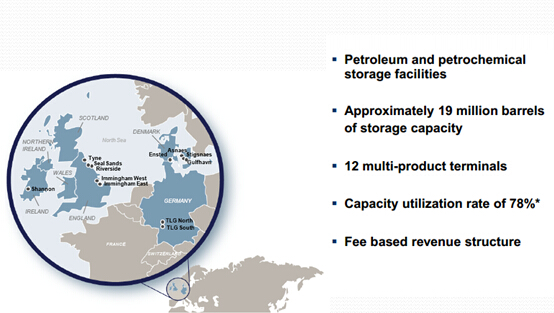 SCOTLAND
North Sea
NORTHERN
IRELAND
DENMARK
Asnaes
Ensted
Stignaes
Gulfhavn
Tyne
Seal Sands
Riverside
WALES
Immingham West
Immingham East
Shannon
IRELAND
ENGLAND
GERMANY
TLG North
TLG South
FRANCE
SWITZERLAND
Petroleum and petrochemical
storage facilities
Approximately 19 million barrels
of storage capacity
12 multi-product terminals
Capacity utilization rate of 78%*
Fee based revenue structure